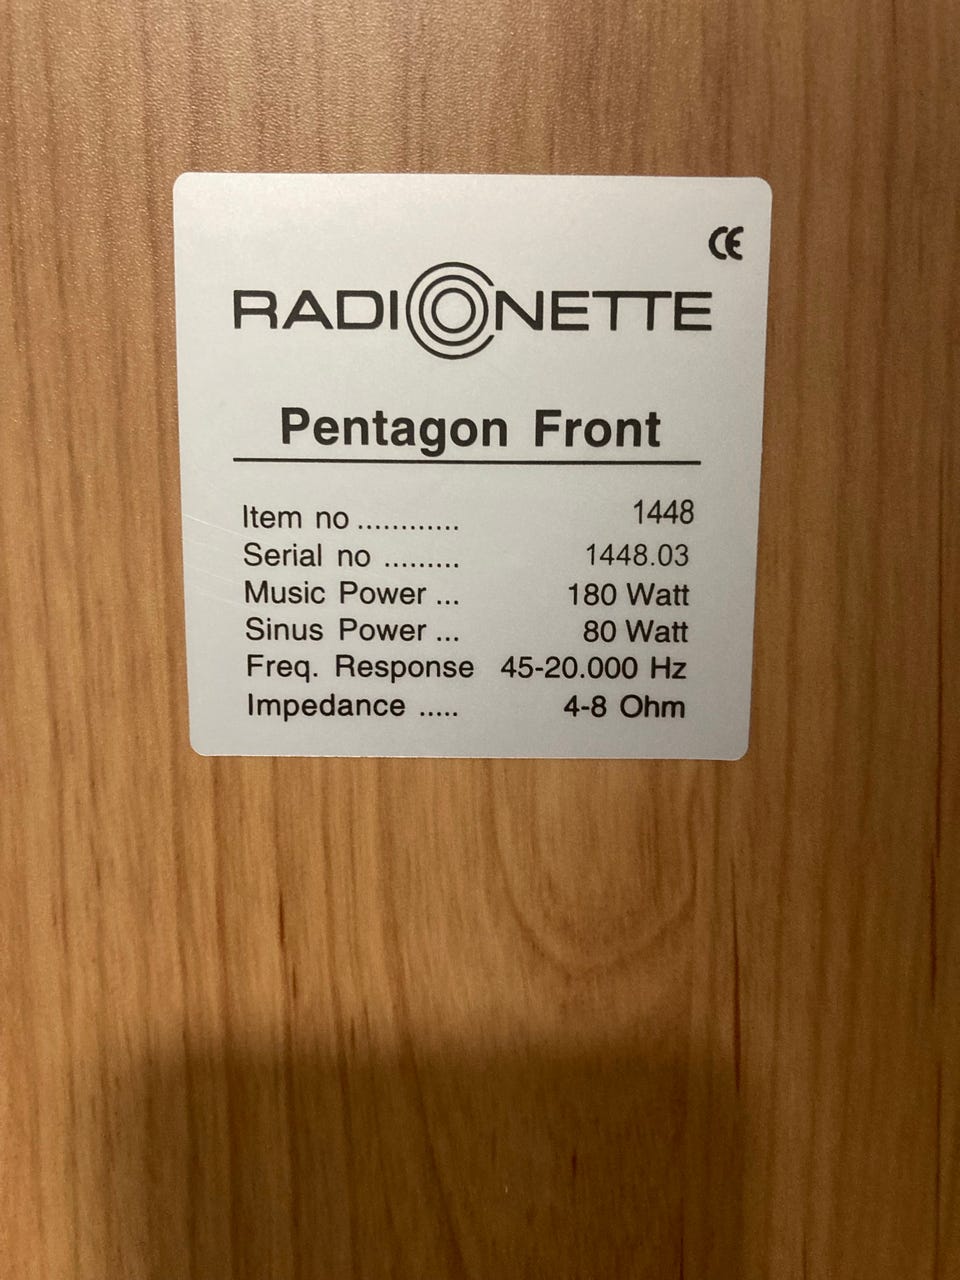 CE
RADIONETTE
Pentagon Front
Item no ............ 1448
Serial no ......... 1448.03
Music Power ... 180 Watt
Sinus Power ... 80 Watt
Freq. Response 45-20.000 Hz
Impedance ..... 4-8 Ohm